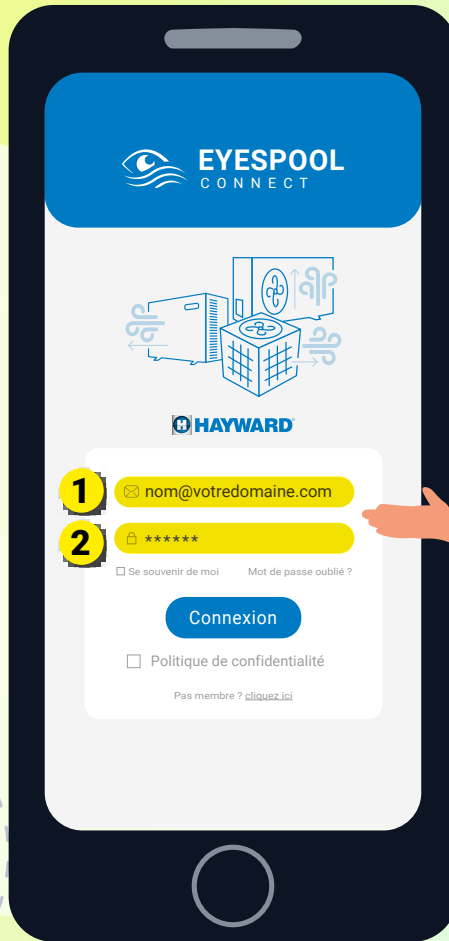 EYESPOOL
CONNECT
HAYWARD
1 nom@votredomaine.com
2 ******
Se souvenir de moi Mot de passe oublié ?
Connexion
Politique de confidentialité
Pas membre ? cliquez ici